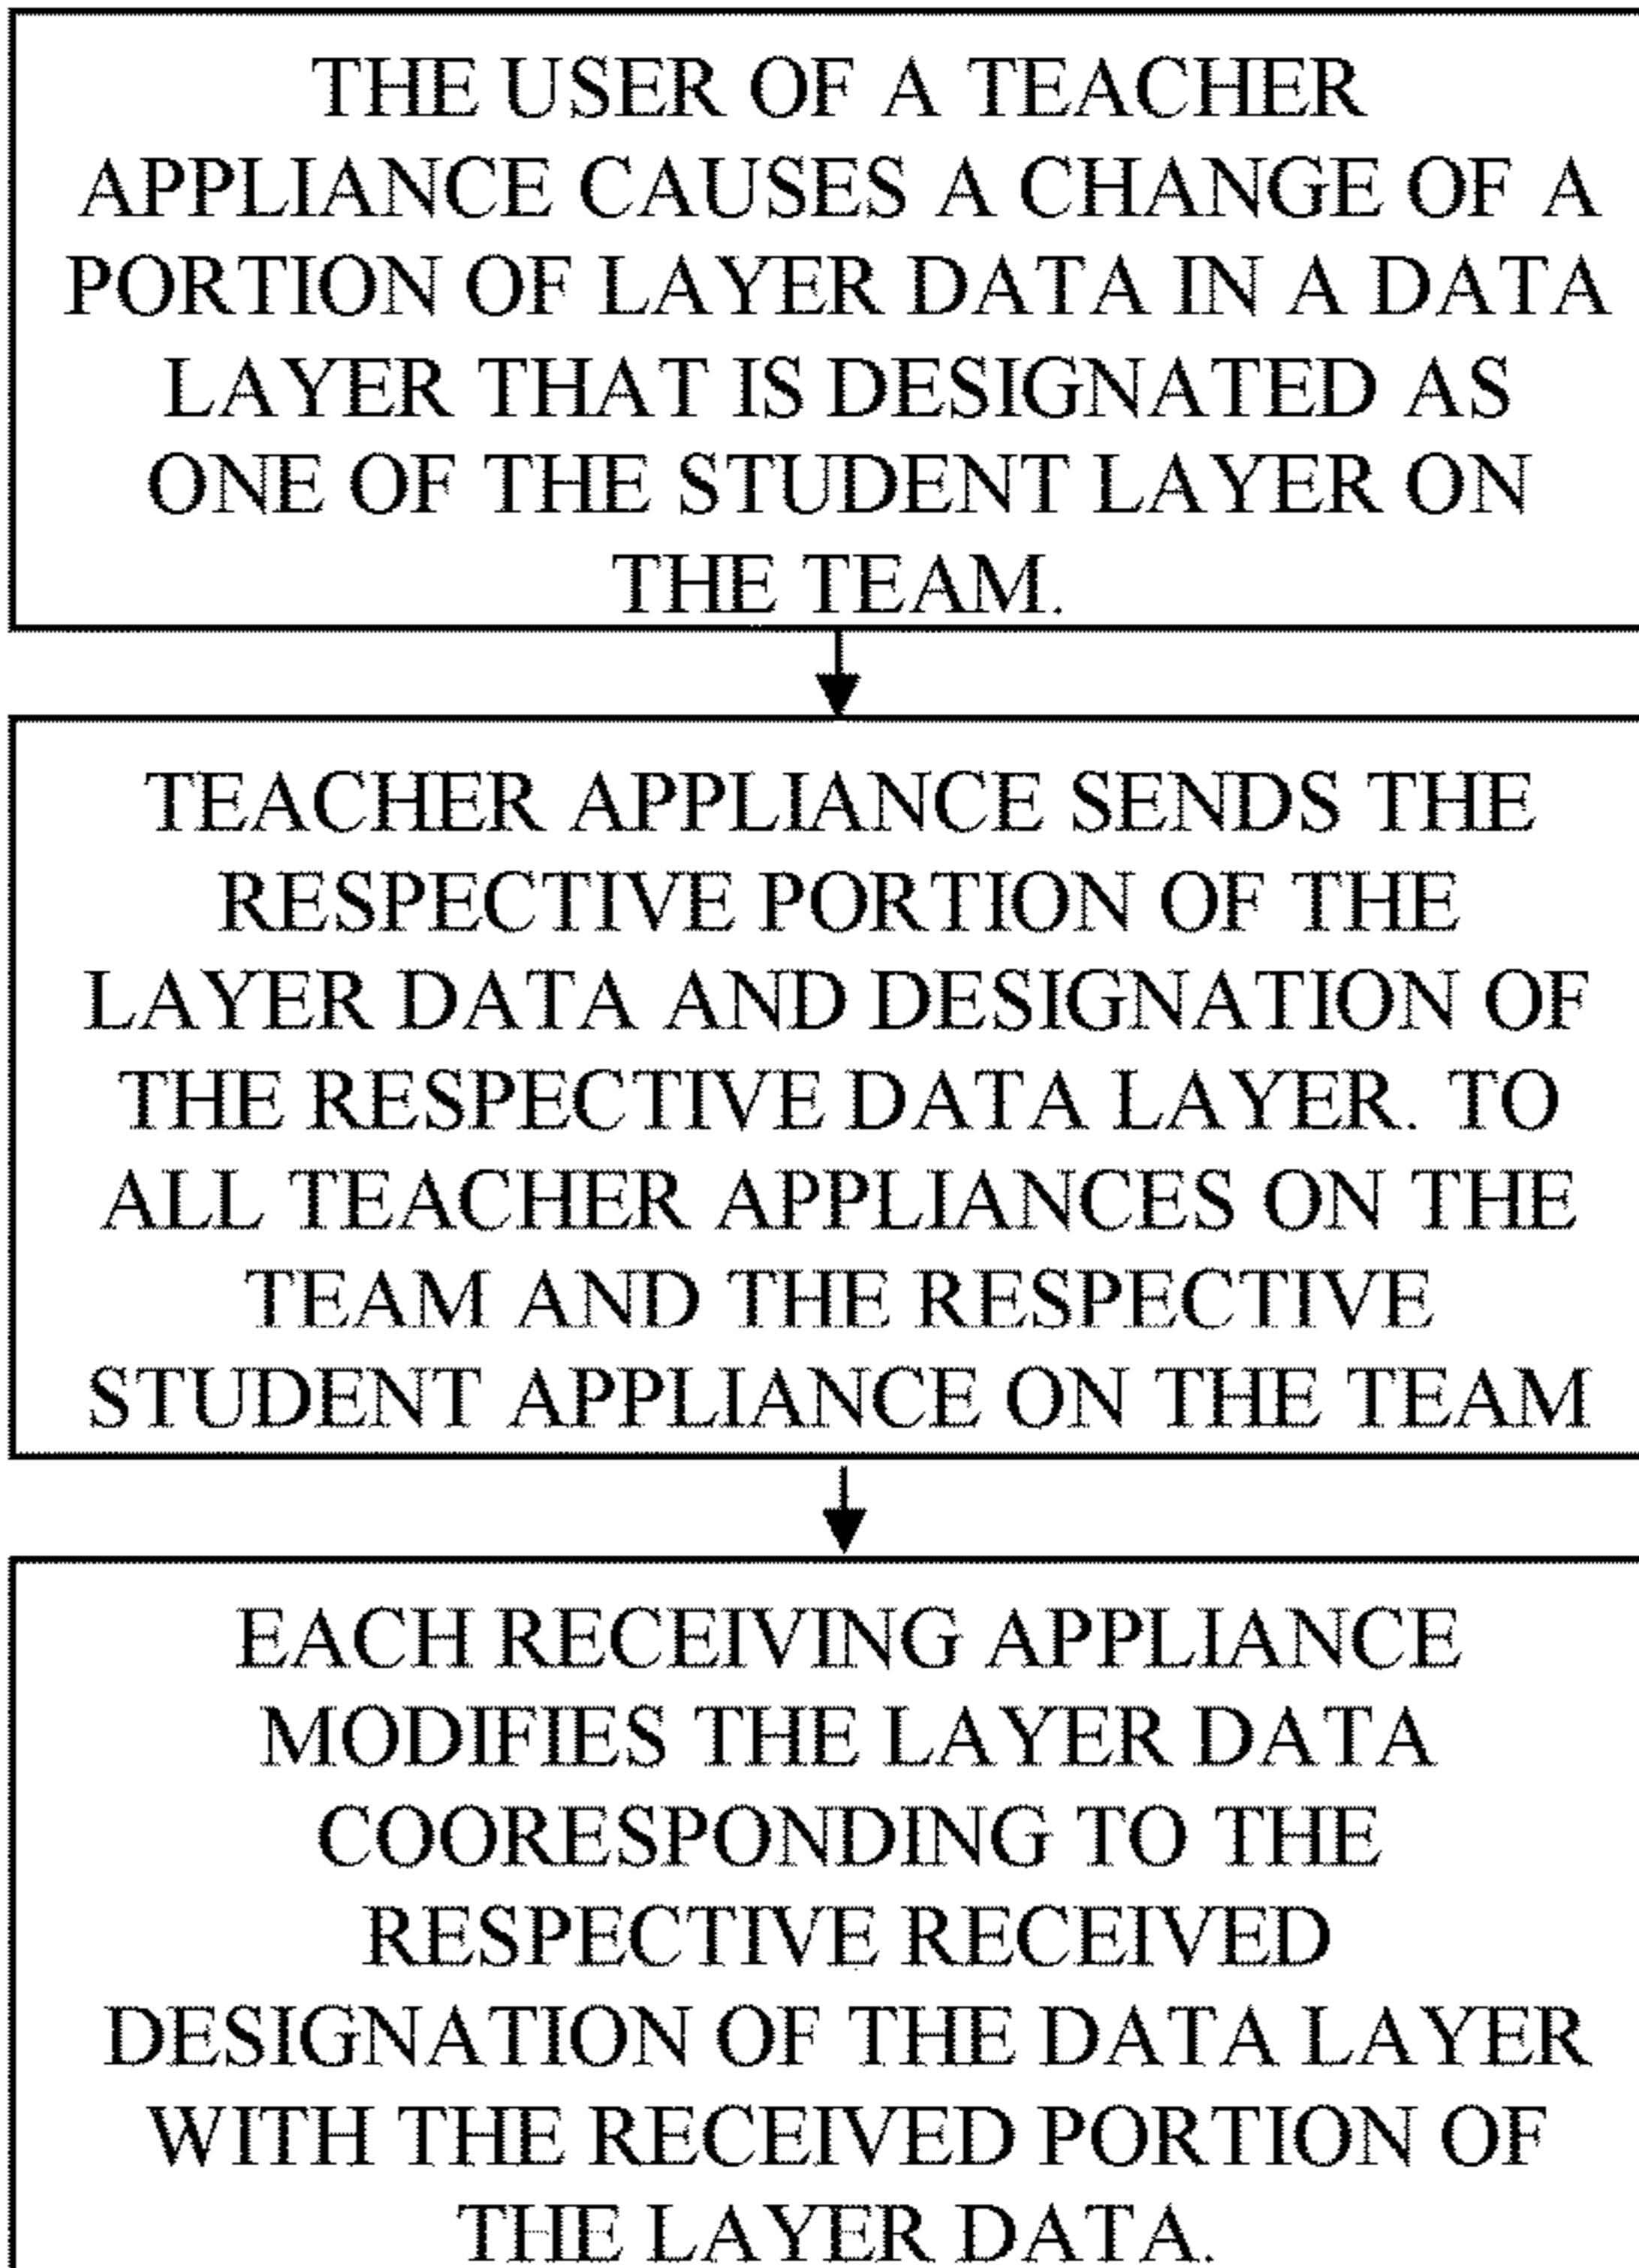 THE USER OF A TEACHER
APPLIANCE CAUSES A CHANGE OF A
PORTION OF LAYER DATA IN A DATA
LAYER THAT IS DESIGNATED AS
ONE OF THE STUDENT LAYER ON
THE TEAM.
TEACHER APPLIANCE SENDS THE
RESPECTIVE PORTION OF THE
LAYER DATA AND DESIGNATION OF
THE RESPECTIVE DATA LAYER. TO
ALL TEACHER APPLIANCES ON THE
TEAM AND THE RESPECTIVE
STUDENT APPLIANCE ON THE TEAM
EACH RECEIVING APPLIANCE
MODIFIES THE LAYER DATA
COORESPONDING TO THE
RESPECTIVE RECEIVED
DESIGNATION OF THE DATA LAYER
WITH THE RECEIVED PORTION OF
THE LAYER DATA.